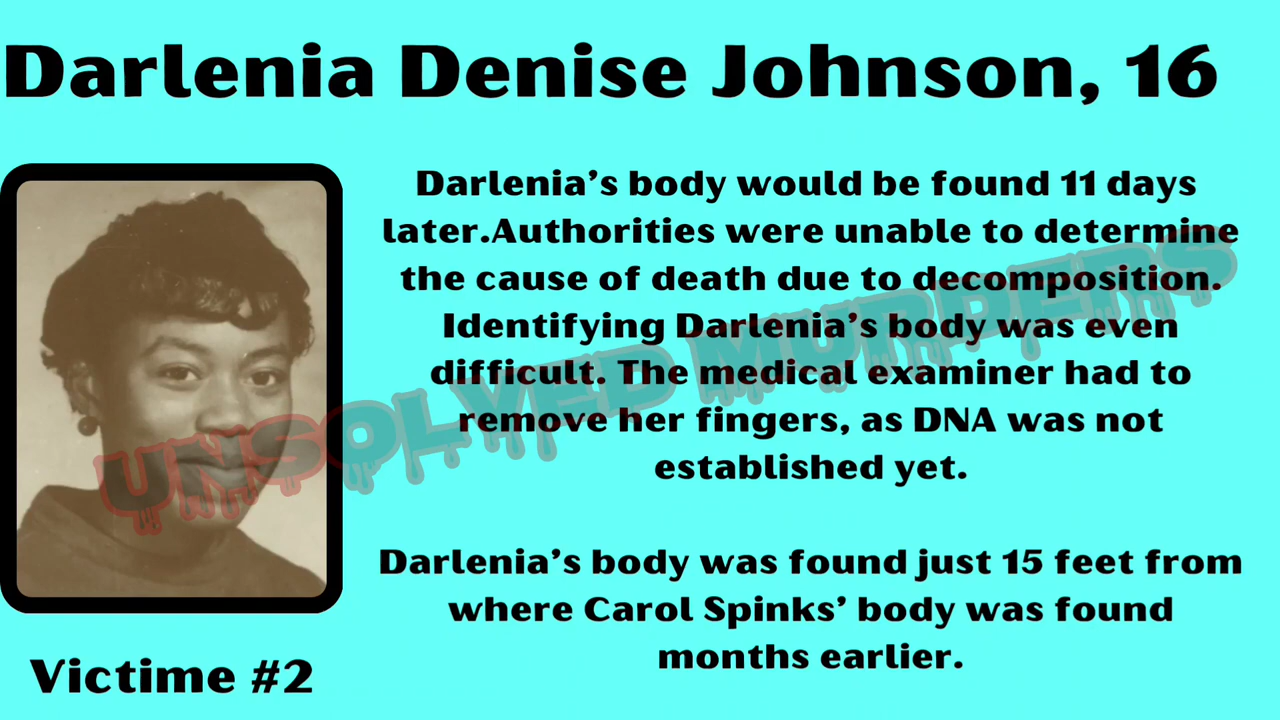 Darlenia Denise Johnson, 16
Darlenia's body would be found 11 days
later.Authorities were unable to determine
the cause of death due to decomposition.
Identifying Darlenia's body was even
difficult. The medical examiner had to
remove her fingers, as DNA was not
established yet.
Darlenia's body was found just 15 feet from
where Carol Spinks' body was found
months earlier.
Victime #2
UNSOLVED MURDERS